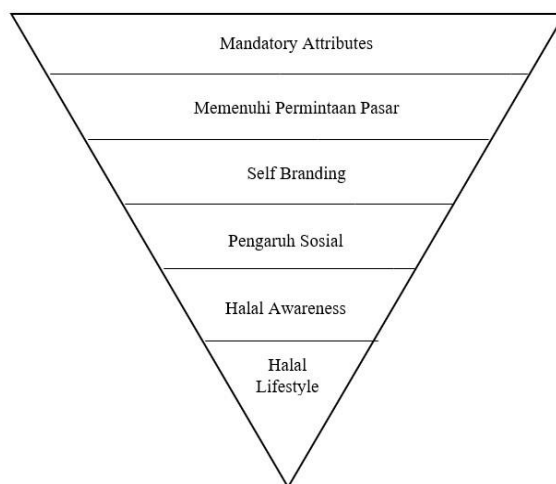 Mandatory Attributes
Memenuhi Permintaan Pasar
Self Branding
Pengaruh Sosial
Halal Awareness
Halal
Lifestyle